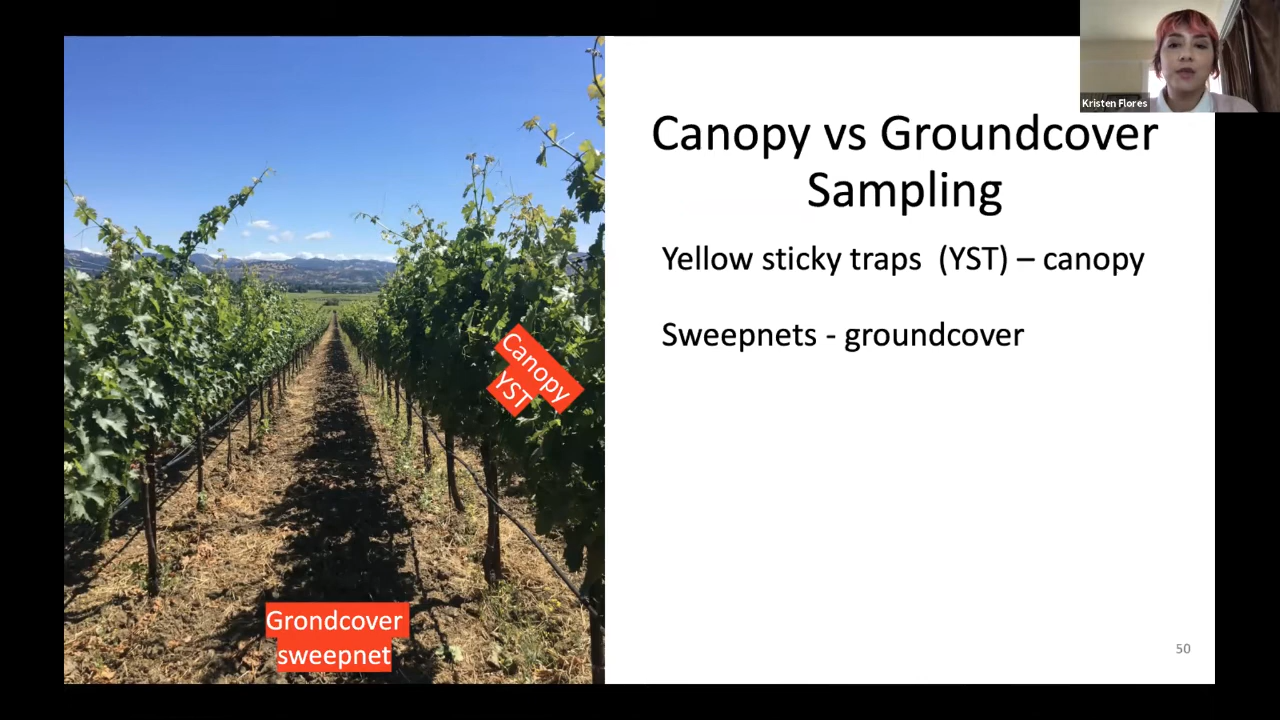 Kristen Flores
Canopy vs Groundcover
Sampling
Yellow sticky traps (YST) – canopy
Sweepnets - groundcover
Canopy
YST
Grondcover
sweepnet
50